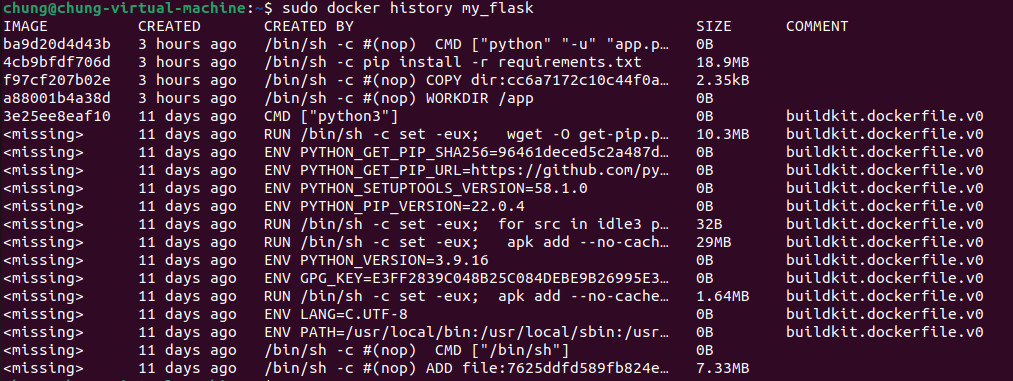 chung@chung-virtual-machine:~$ sudo docker history my_flask
IMAGE CREATED CREATED BY SIZE COMMENT
ba9d20d4d43b 3 hours ago /bin/sh -c #(nop) CMD ["python" "-u" "app.p… 0B
4cb9bfdf706d 3 hours ago /bin/sh -c pip install -r requirements.txt 18.9MB
f97cf207b02e 3 hours ago /bin/sh -c #(nop) COPY dir:cc6a7172c10c44f0a… 2.35kB
a88001b4a38d 3 hours ago /bin/sh -c #(nop) WORKDIR /app 0B
3e25ee8eaf10 11 days ago CMD ["python3"] 0B buildkit.dockerfile.v0
<missing> 11 days ago RUN /bin/sh -c set -eux; wget -O get-pip.p… 10.3MB buildkit.dockerfile.v0
<missing> 11 days ago ENV PYTHON_GET_PIP_SHA256=96461deced5c2a487d… 0B buildkit.dockerfile.v0
<missing> 11 days ago ENV PYTHON_GET_PIP_URL=https://github.com/py… 0B buildkit.dockerfile.v0
<missing> 11 days ago ENV PYTHON_SETUPTOOLS_VERSION=58.1.0 0B buildkit.dockerfile.v0
<missing> 11 days ago ENV PYTHON_PIP_VERSION=22.0.4 0B buildkit.dockerfile.v0
<missing> 11 days ago RUN /bin/sh -c set -eux; for src in idle3 p… 32B buildkit.dockerfile.v0
<missing> 11 days ago RUN /bin/sh -c set -eux; apk add --no-cach… 29MB buildkit.dockerfile.v0
<missing> 11 days ago ENV PYTHON_VERSION=3.9.16 0B buildkit.dockerfile.v0
<missing> 11 days ago ENV GPG_KEY=E3FF2839C048B25C084DEBE9B26995E3… 0B buildkit.dockerfile.v0
<missing> 11 days ago RUN /bin/sh -c set -eux; apk add --no-cache… 1.64MB buildkit.dockerfile.v0
<missing> 11 days ago ENV LANG=C.UTF-8 0B buildkit.dockerfile.v0
<missing> 11 days ago ENV PATH=/usr/local/bin:/usr/local/sbin:/usr… 0B buildkit.dockerfile.v0
<missing> 11 days ago /bin/sh -c #(nop) CMD ["/bin/sh"] 0B
<missing> 11 days ago /bin/sh -c #(nop) ADD file:7625ddfd589fb824e… 7.33MB